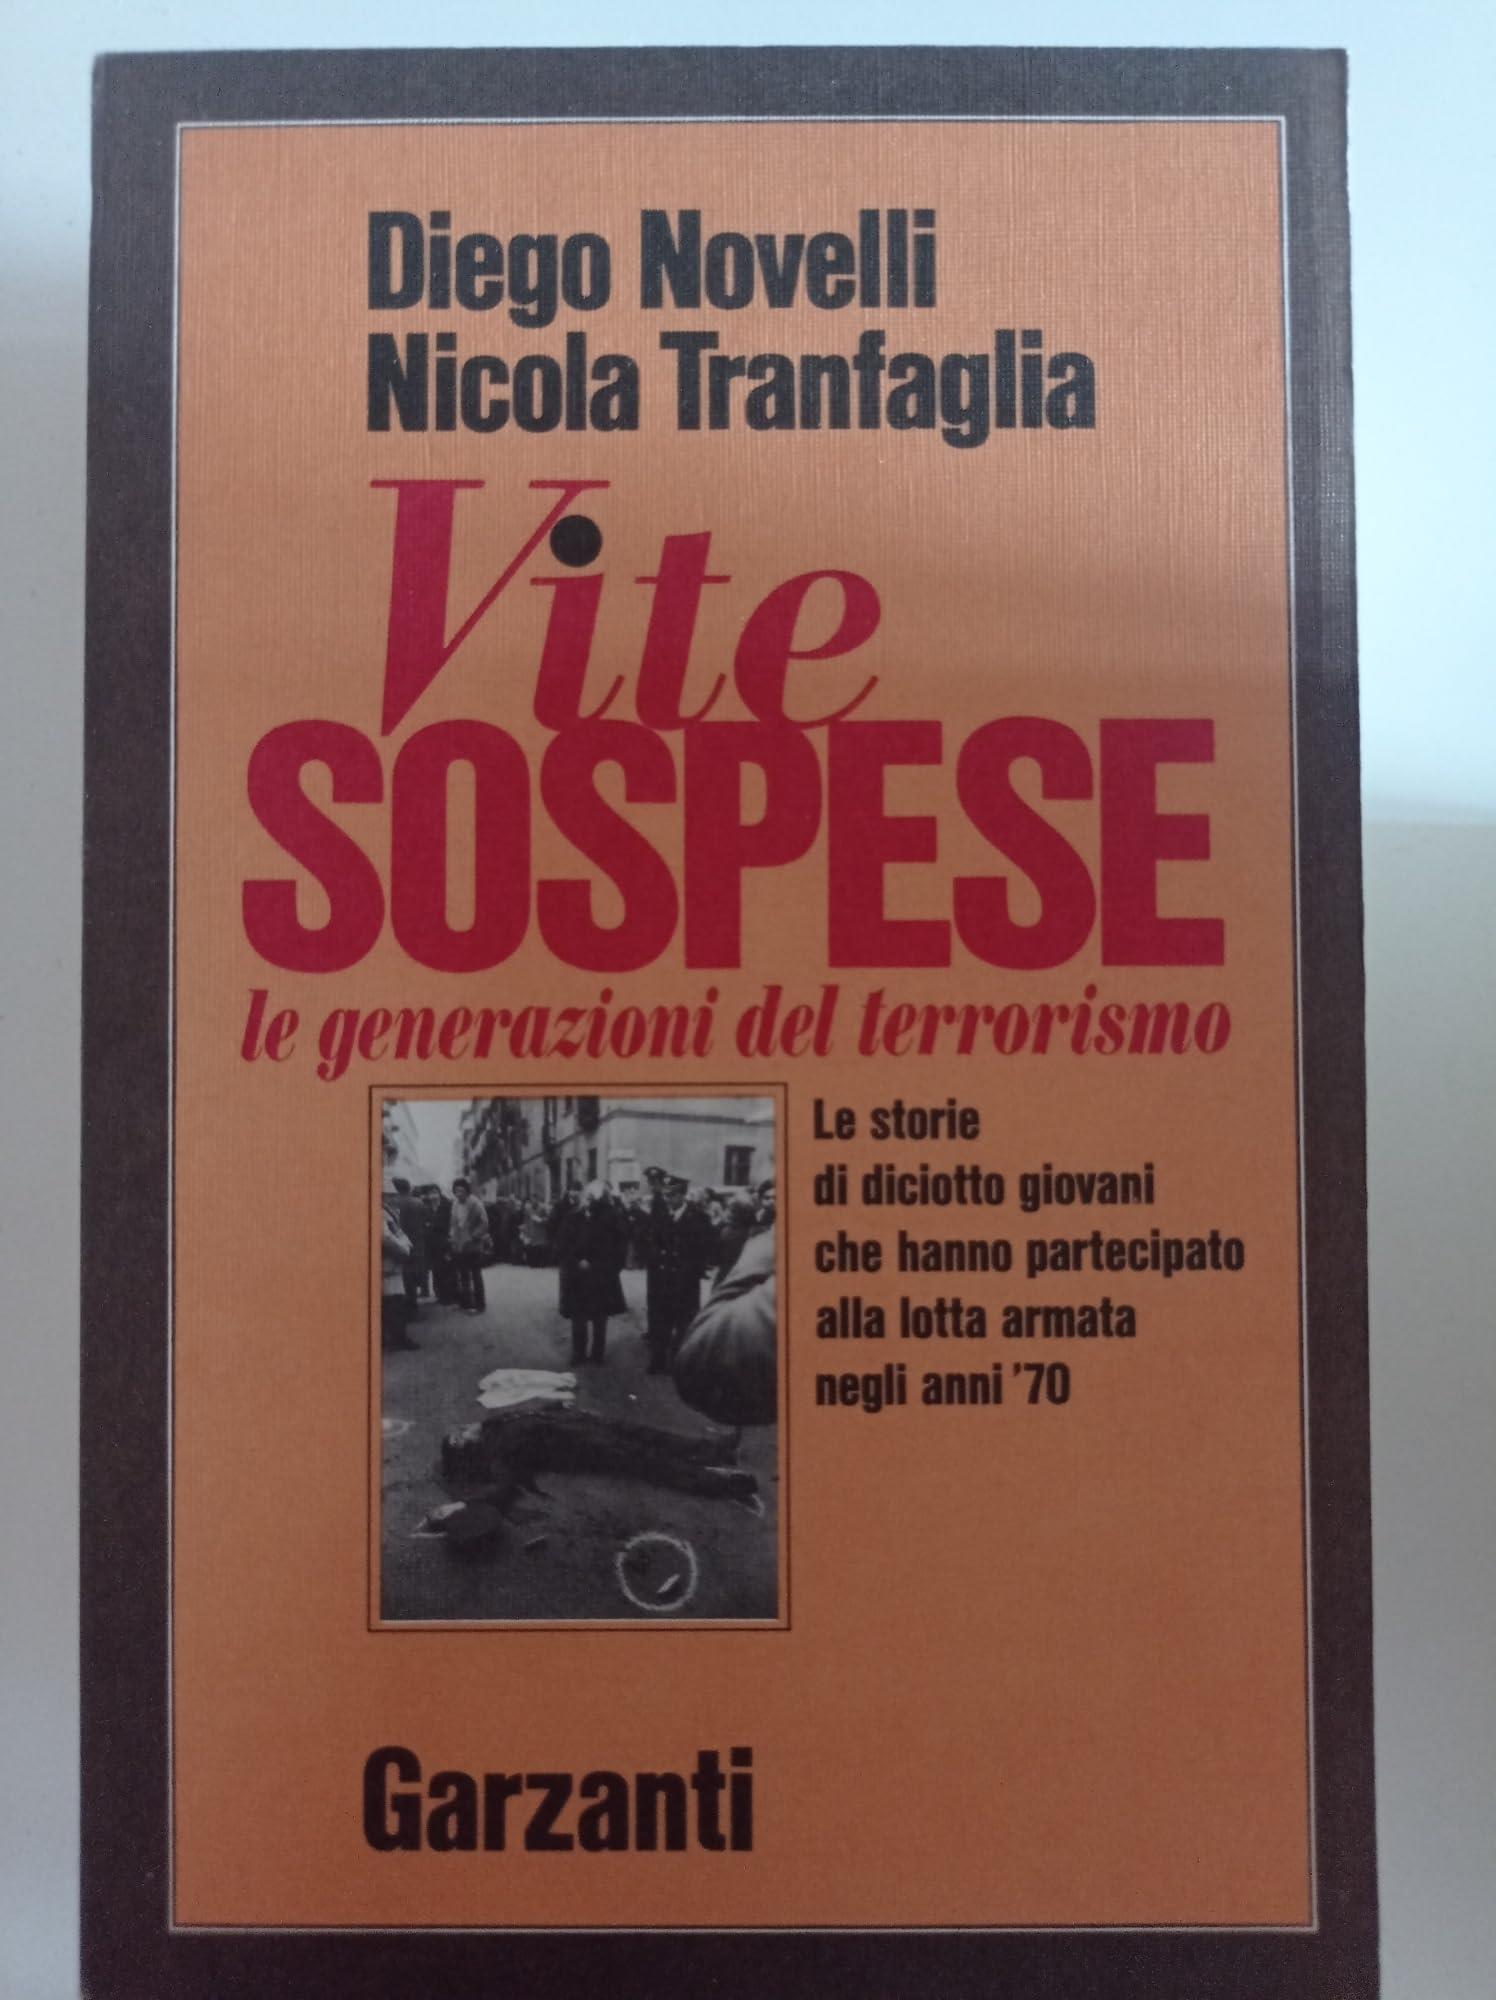 Diego Novelli
Nicola Tranfaglia
Vite
SOSPESE
le generazioni del terrorismo
Le storie
di diciotto giovani
che hanno partecipato
alla lotta armata
negli anni '70
Garzanti